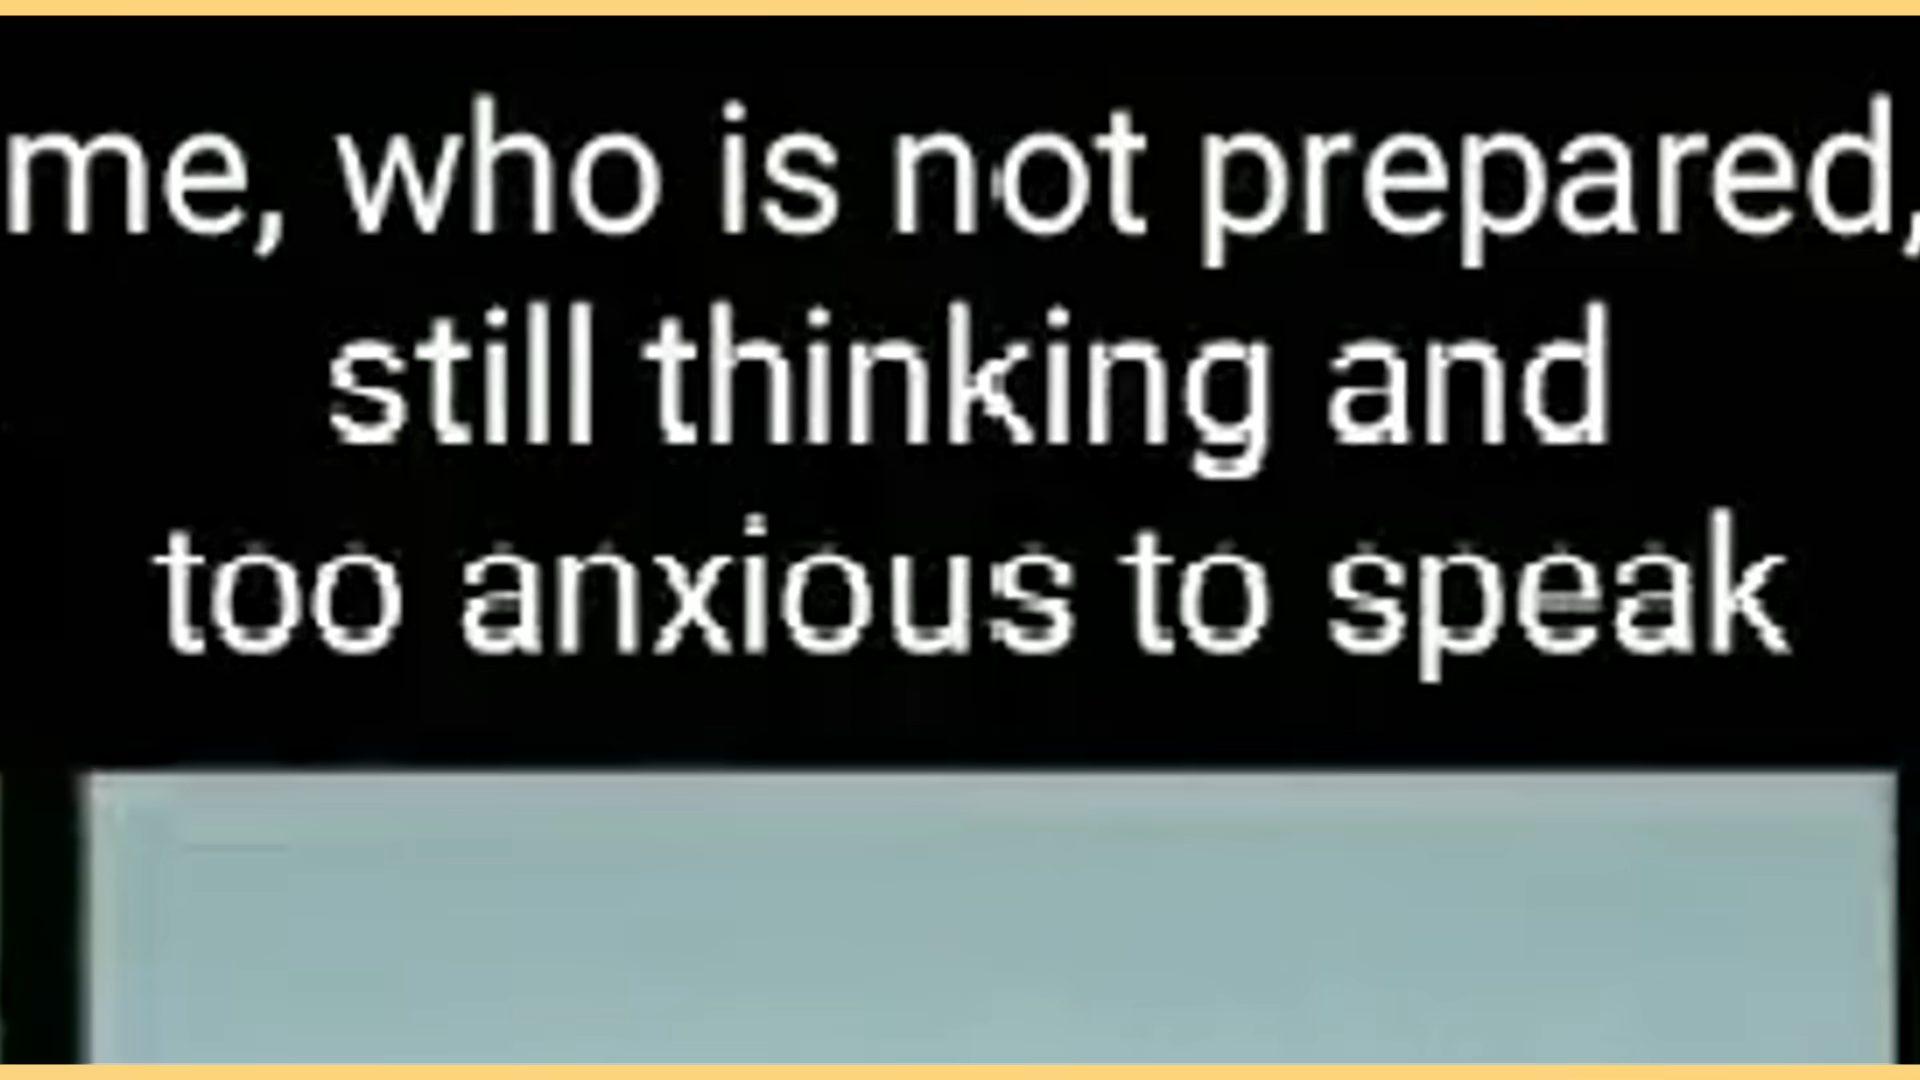 me, who is not prepared,
still thinking and
too anxious to speak